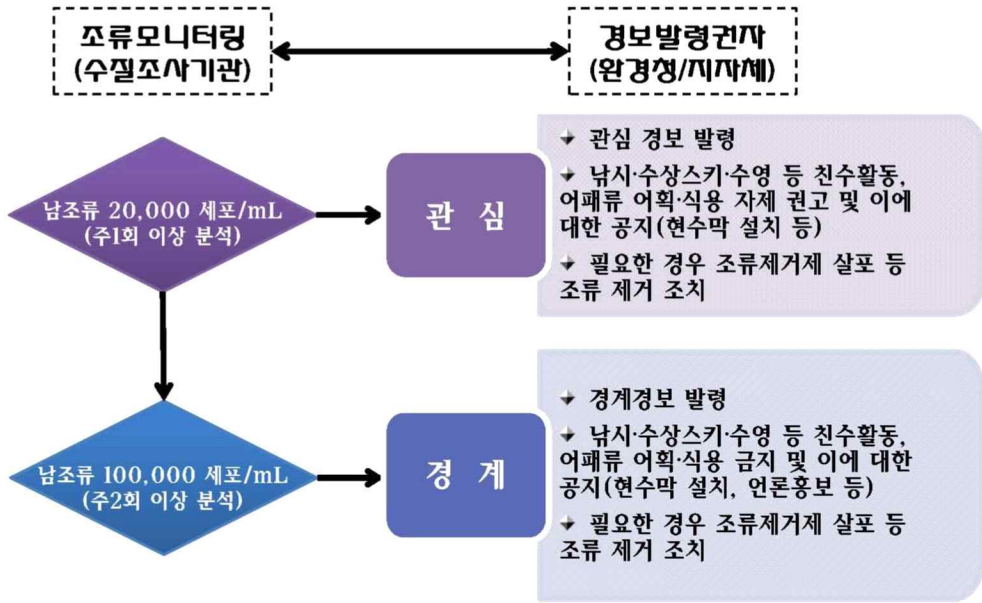 조류모니터링
(수질조사기관)
경보발령권자
(환경청/지자체)
남조류 20,000 세포/mL
(주1회 이상 분석)
관 심
관심 경보 발령
낚시·수상스키·수영 등 친수활동,
어패류 어획·식용 자제 권고 및 이에
대한 공지(현수막 설치 등)
필요한 경우 조류제거제 살포 등
조류 제거 조치
남조류 100,000 세포/mL
(주2회 이상 분석)
경 계
경계경보 발령
낚시·수상스키·수영 등 친수활동,
어패류 어획·식용 금지 및 이에 대한
공지(현수막 설치, 언론홍보 등)
필요한 경우 조류제거제 살포 등
조류 제거 조치